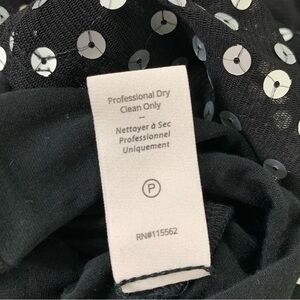 Professional Dry
Clean Only
--
Nettoyer à Sec
Professionnel
Uniquement
P
RN#115562